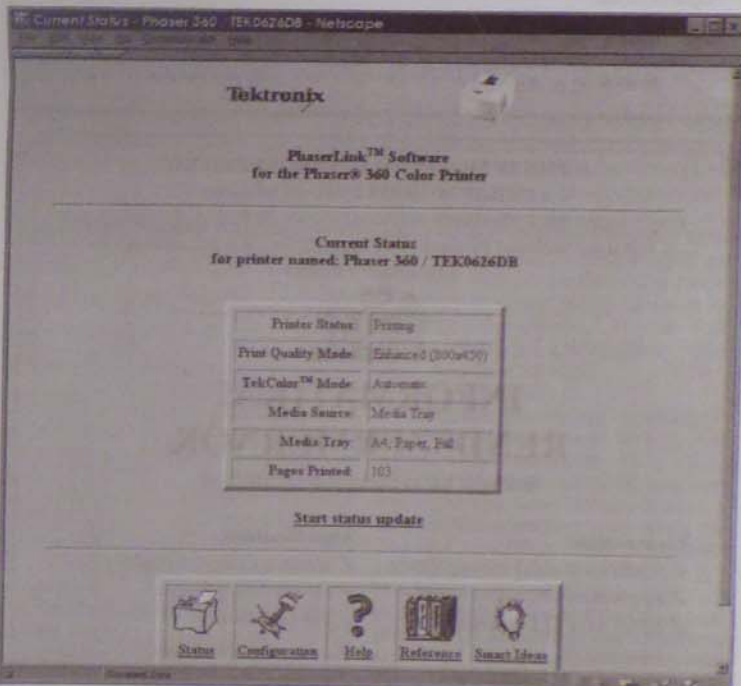 Current Status - Phaser 360 / TEK0626DB - Netscape
Tektronix
PhaserLink™ Software
for the Phaser® 360 Color Printer
Current Status
for printer named: Phaser 360 / TEK0626DB
Printer Status: Printing
Print Quality Mode: Enhanced (300x450)
TekColor™ Mode: Automatic
Media Source: Media Tray
Media Tray: A4, Paper, Full
Pages Printed: 103
Start status update
Status Configuration Help Reference Smart Ideas